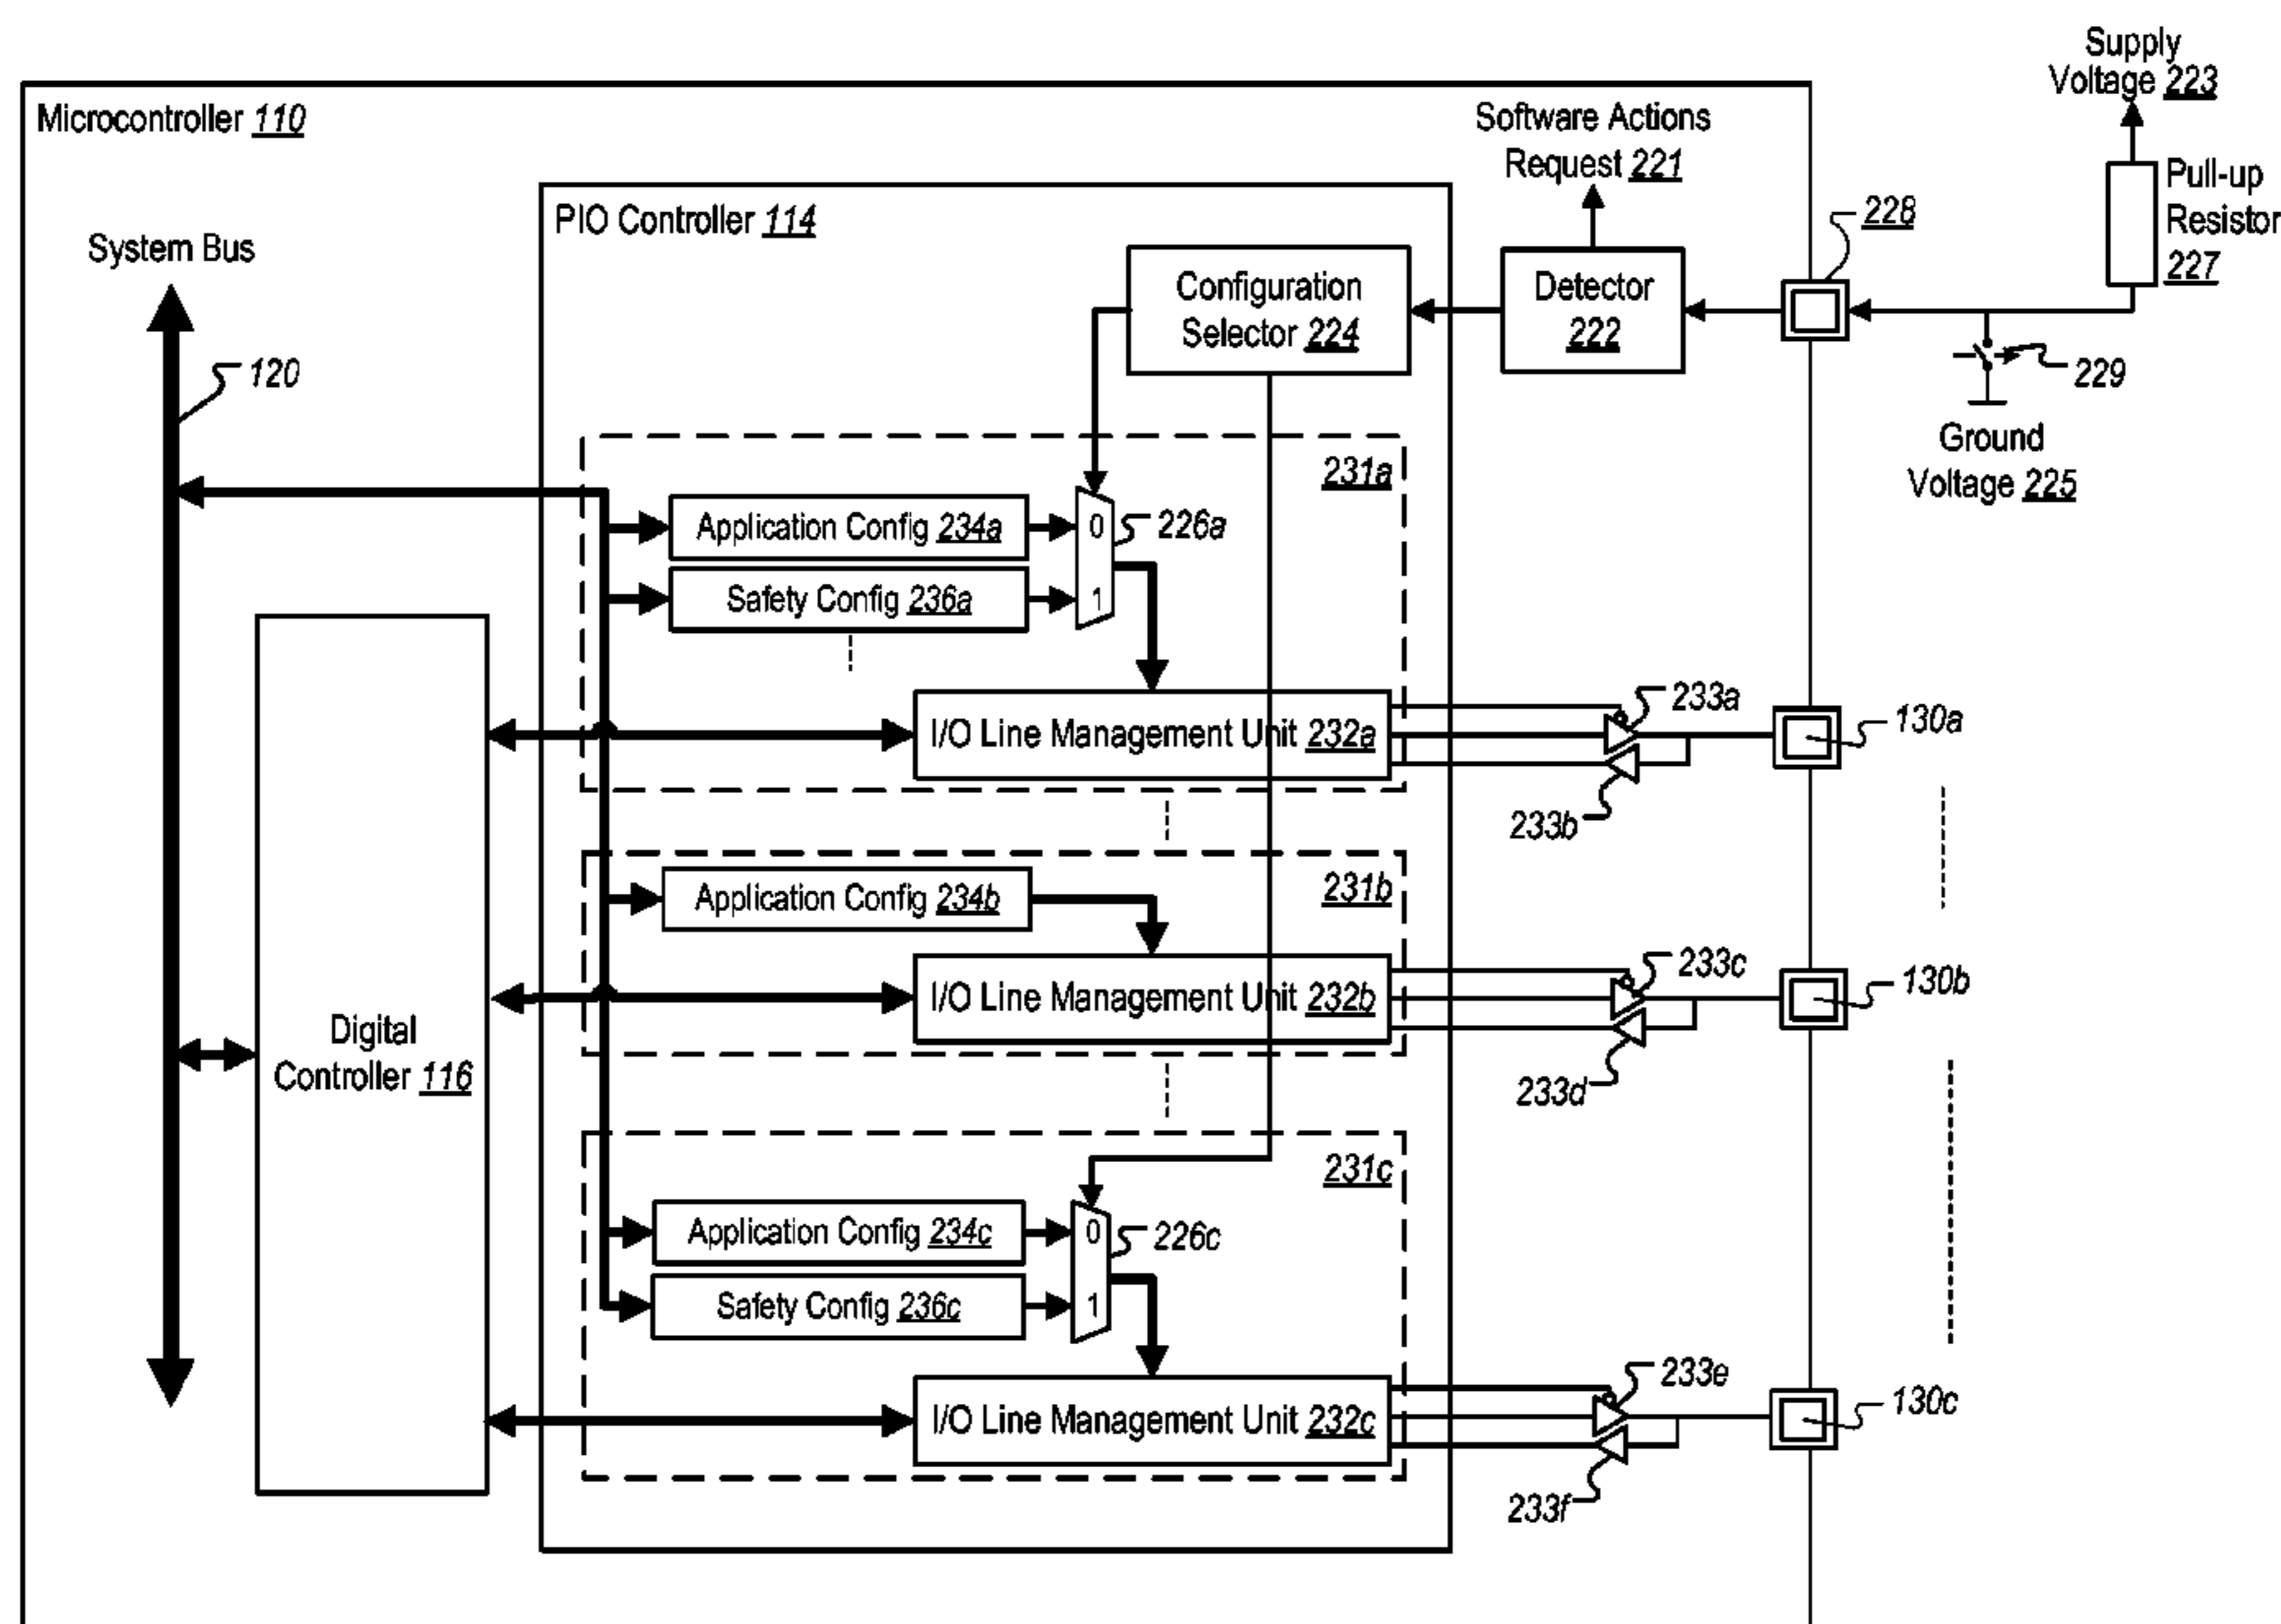 Supply
Voltage 223
Microcontroller 110
Software Actions
Request 221
Pull-up
Resistor
227
PIO Controller 114
228
System Bus
Configuration
Selector 224
Detector
222
120
229
Ground
Voltage 225
231a
Application Config 234a
0
226a
Safety Config 236a
1
I/O Line Management Unit 232a
233a
130a
233b
231b
Application Config 234b
I/O Line Management Unit 232b
233c
130b
Digital
Controller 116
233d
231c
Application Config 234c
0
226c
Safety Config 236c
1
I/O Line Management Unit 232c
233e
130c
233f